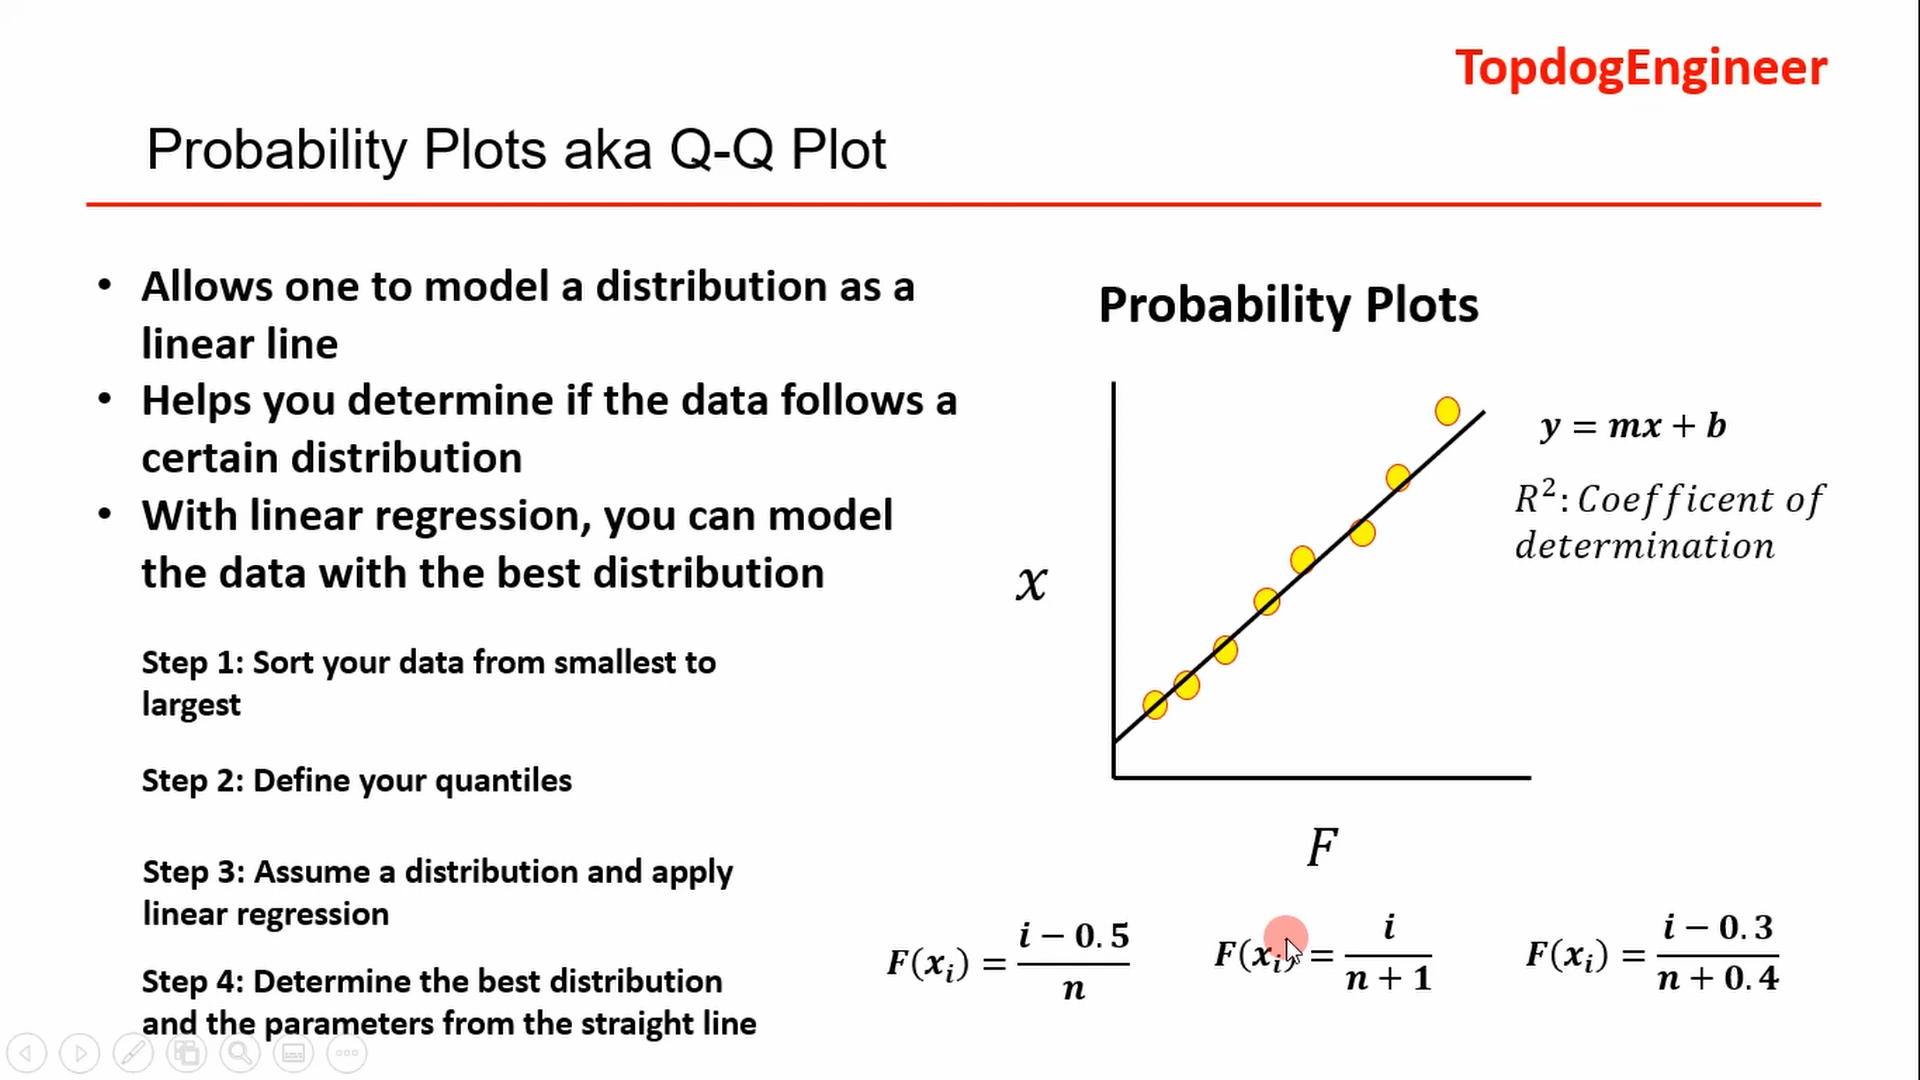 TopdogEngineer
Probability Plots aka Q-Q Plot
• Allows one to model a distribution as a
linear line
• Helps you determine if the data follows a
certain distribution
• With linear regression, you can model
the data with the best distribution
Step 1: Sort your data from smallest to
largest
Step 2: Define your quantiles
Step 3: Assume a distribution and apply
linear regression
Step 4: Determine the best distribution
and the parameters from the straight line
Probability Plots
y = mx + b
R²: Coefficent of
determination
x
F
F(xᵢ) = (i − 0.5)/n
F(xᵢ) = i/(n + 1)
F(xᵢ) = (i − 0.3)/(n + 0.4)